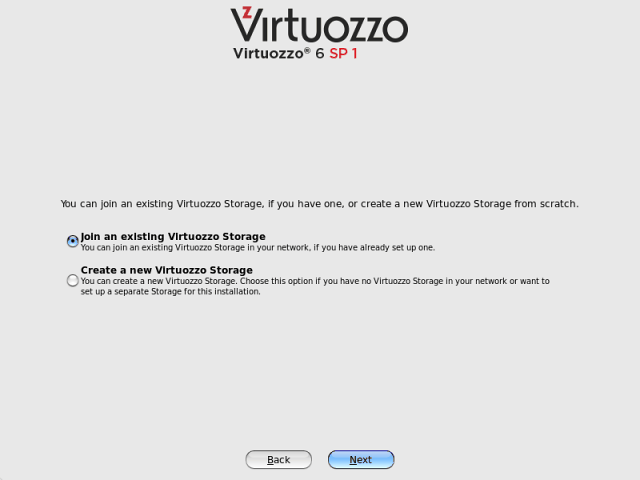 Virtuozzo
Virtuozzo® 6 SP 1
You can join an existing Virtuozzo Storage, if you have one, or create a new Virtuozzo Storage from scratch.
Join an existing Virtuozzo Storage
You can join an existing Virtuozzo Storage in your network, if you have already set up one.
Create a new Virtuozzo Storage
You can create a new Virtuozzo Storage. Choose this option if you have no Virtuozzo Storage in your network or want to
set up a separate Storage for this installation.
Back
Next